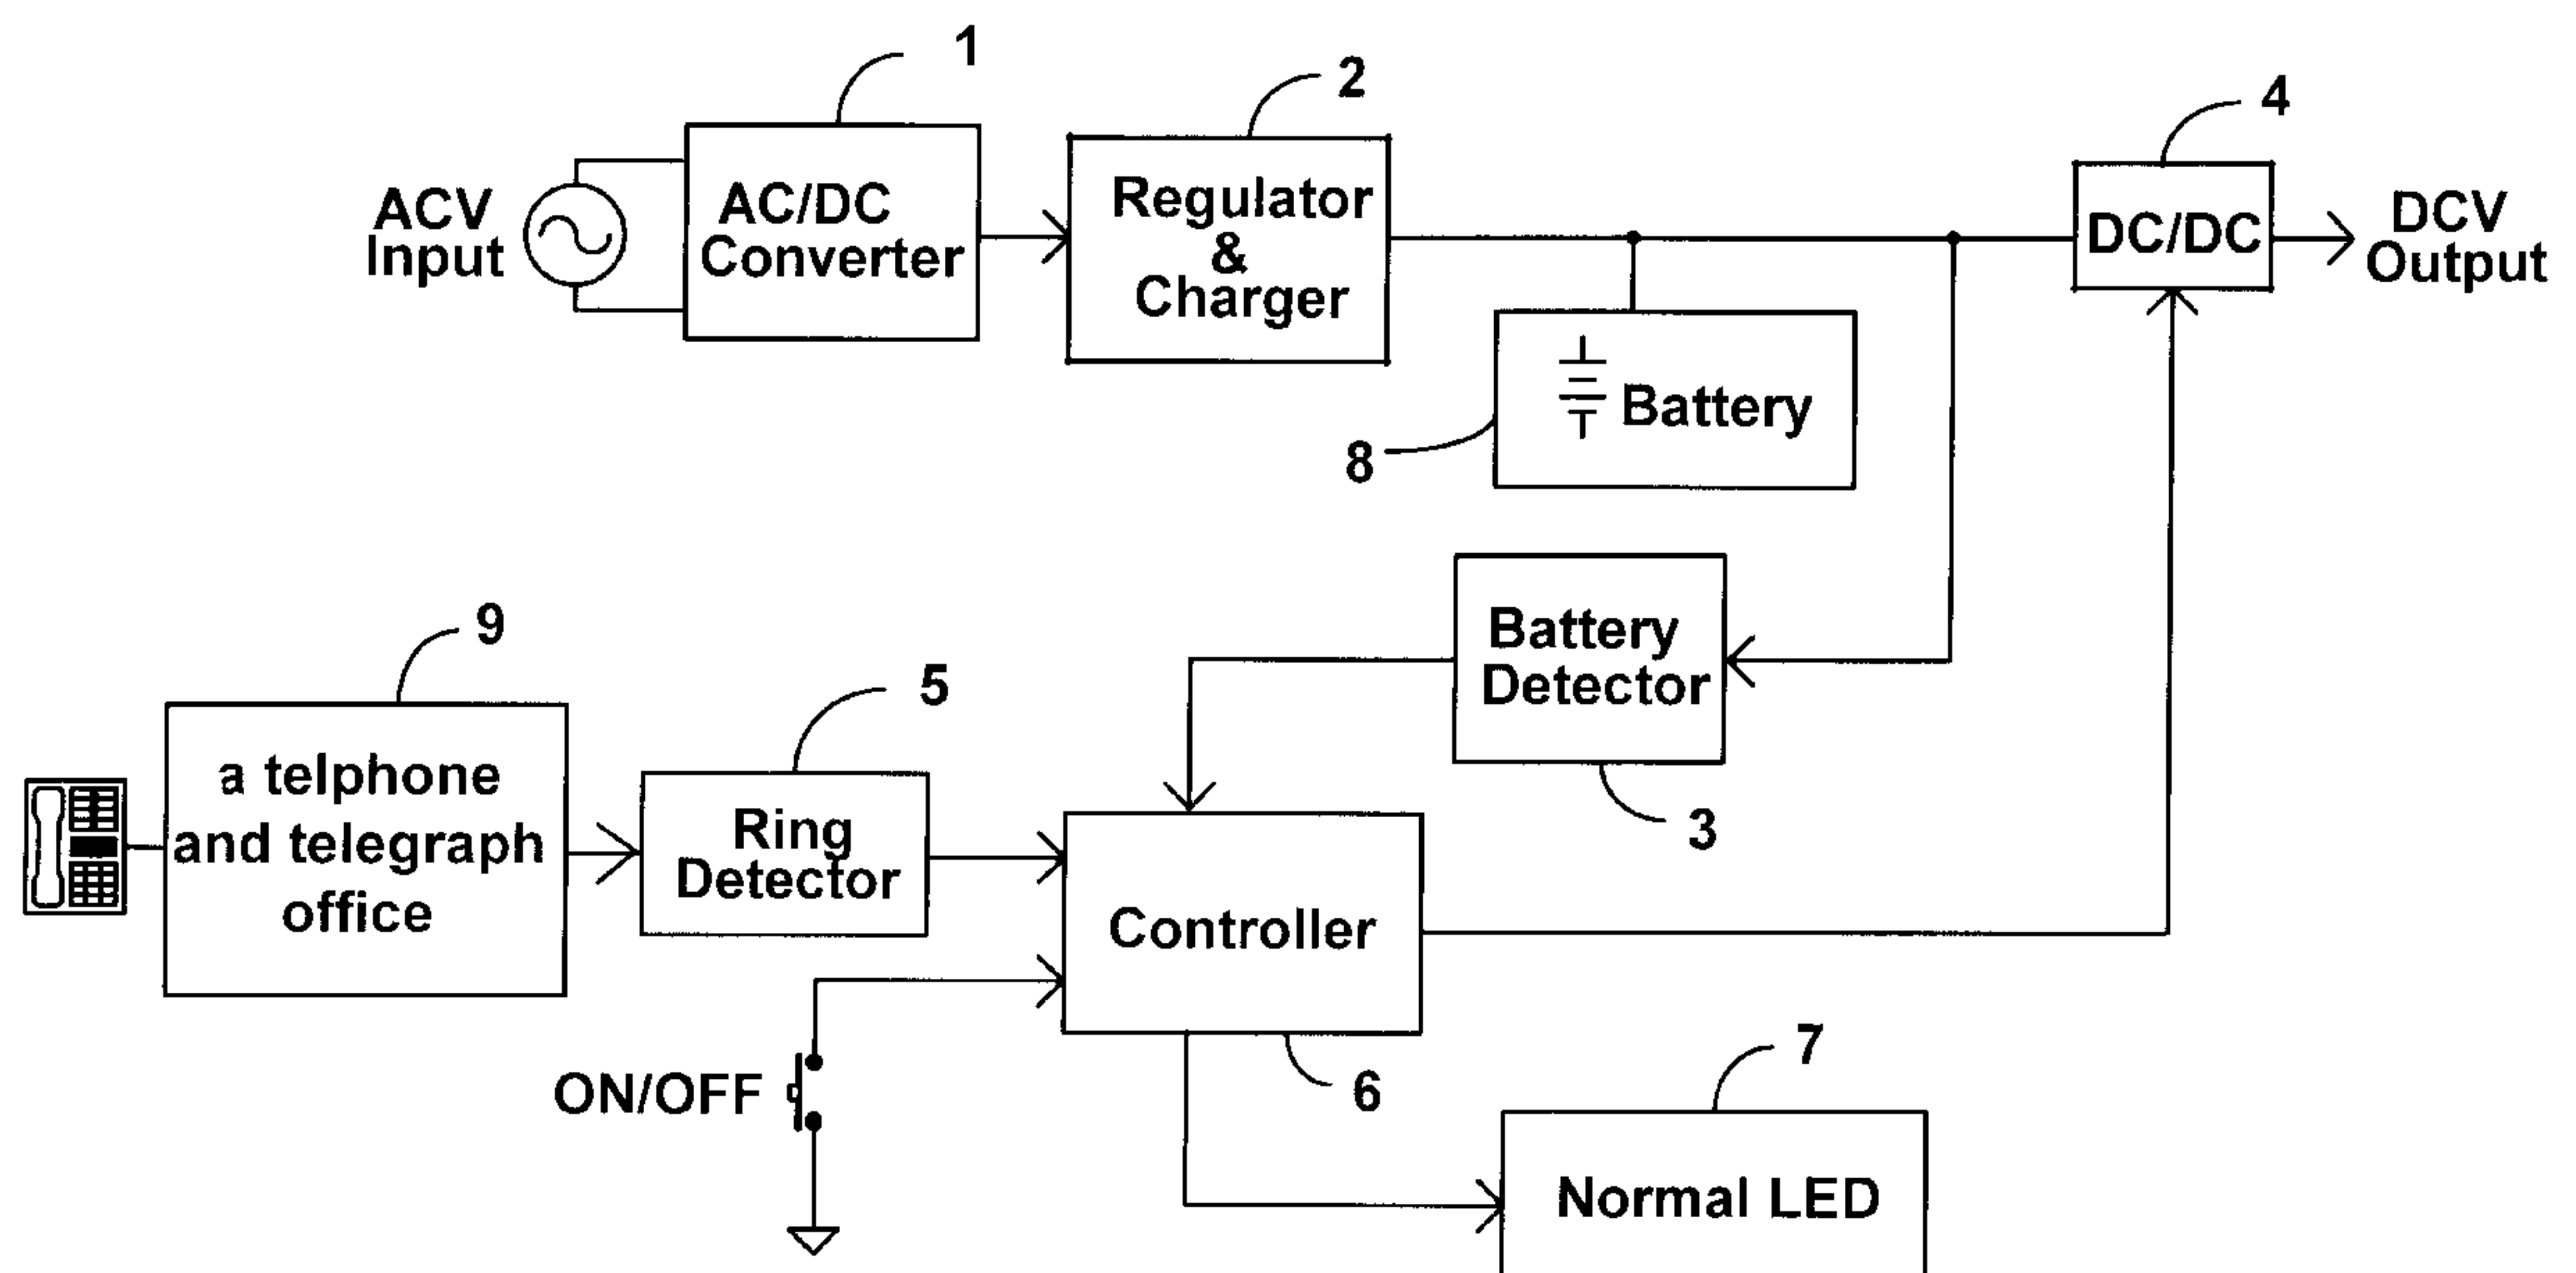 1
2
4
ACV
Input
AC/DC
Converter
Regulator
&
Charger
DC/DC
DCV
Output
Battery
8
9
5
Battery
Detector
3
a telphone
and telegraph
office
Ring
Detector
Controller
ON/OFF
6
7
Normal LED